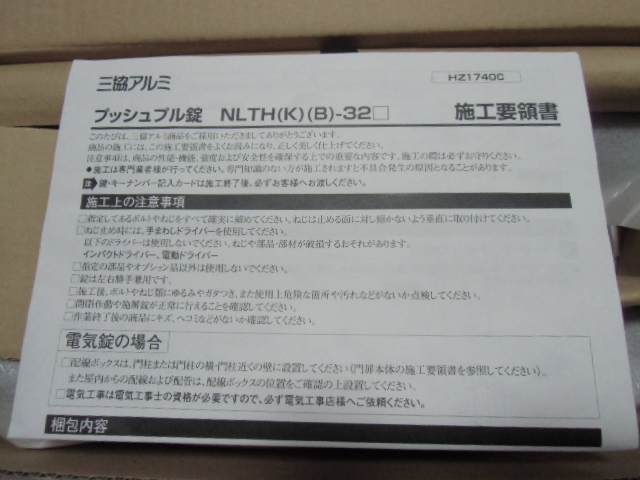 三協アルミ
HZ1740C
プッシュプル錠 NLTH(K)(B)-32□ 施工要領書
このたびは、三協アルミ商品をご採用いただきましてありがとうございます。
商品の施工には、この要領書をよくお読みになり、正しく美しく仕上げてください。
注意事項は、商品の性能・機能、強度および安全性を確保する上での重要な内容です。施工の際は必ずお守りください。
●施工は専門業者様が行ってください。専門知識のない方が施工されますと不具合発生の原因となることがあります。
注 鍵・キーナンバー記入カードは施工終了後、必ずお客様へお渡しください。
施工上の注意事項
□指定してあるボルトやねじをすべて確実に締めてください。ねじは止める面に対し傾かないよう垂直に取り付けてください。
□ねじ止め時には、手まわしドライバーを使用してください。
以下のドライバーは使用しないでください。ねじや部品・部材が破損するおそれがあります。
インパクトドライバー、電動ドライバー
□指定の部品やオプション品以外は使用しないでください。
□錠は左右勝手兼用です。
□施工後、ボルトやねじ類にゆるみやガタつき、また使用上危険な箇所や汚れなどがないか点検してください。
□開閉作動や施解錠が正常に行えることを確認してください。
□作業終了後の商品にキズ、ヘコミなどがないか確認してください。
電気錠の場合
□配線ボックスは、門柱または門柱の横・門柱近くの壁に設置してください(門扉本体の施工要領書を参照してください)。
また屋内からの配線および配管は、配線ボックスの位置をご確認の上設置してください。
□電気工事は電気工事士の資格が必要ですので、必ず電気工事店様へご依頼ください。
梱包内容